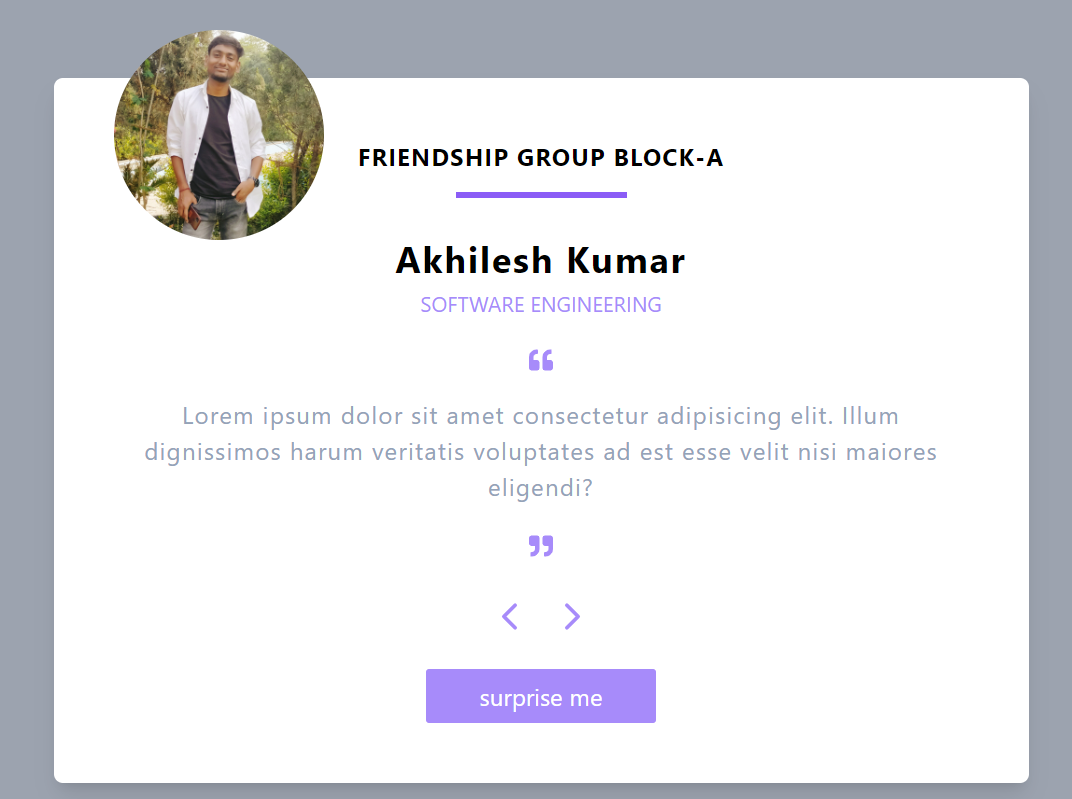 FRIENDSHIP GROUP BLOCK-A
Akhilesh Kumar
SOFTWARE ENGINEERING
❝
Lorem ipsum dolor sit amet consectetur adipisicing elit. Illum
dignissimos harum veritatis voluptates ad est esse velit nisi maiores
eligendi?
❞
surprise me